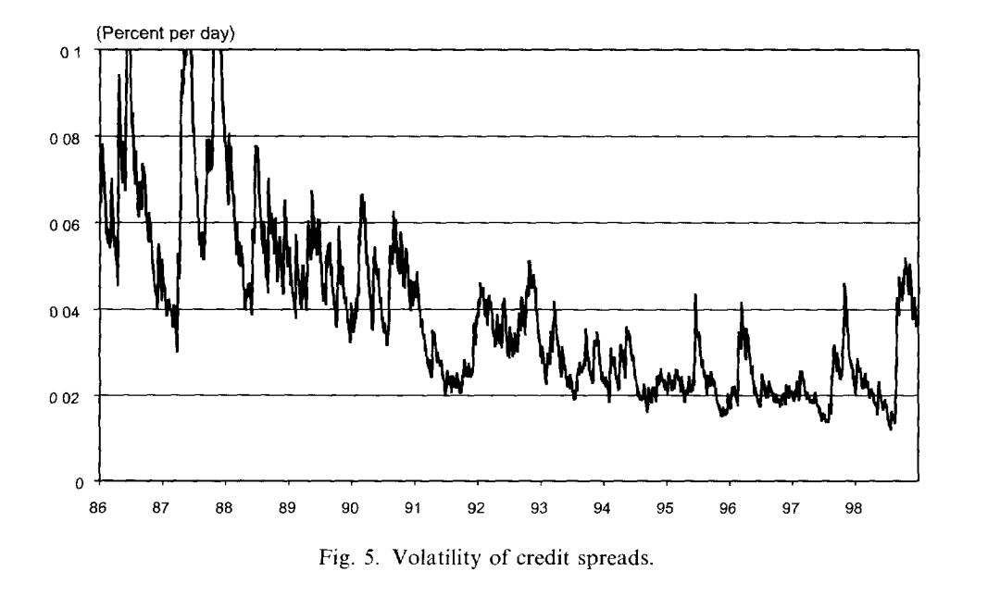 (Percent per day)
0 1
0 08
0 06
0 04
0 02
0
86 87 88 89 90 91 92 93 94 95 96 97 98
Fig. 5. Volatility of credit spreads.